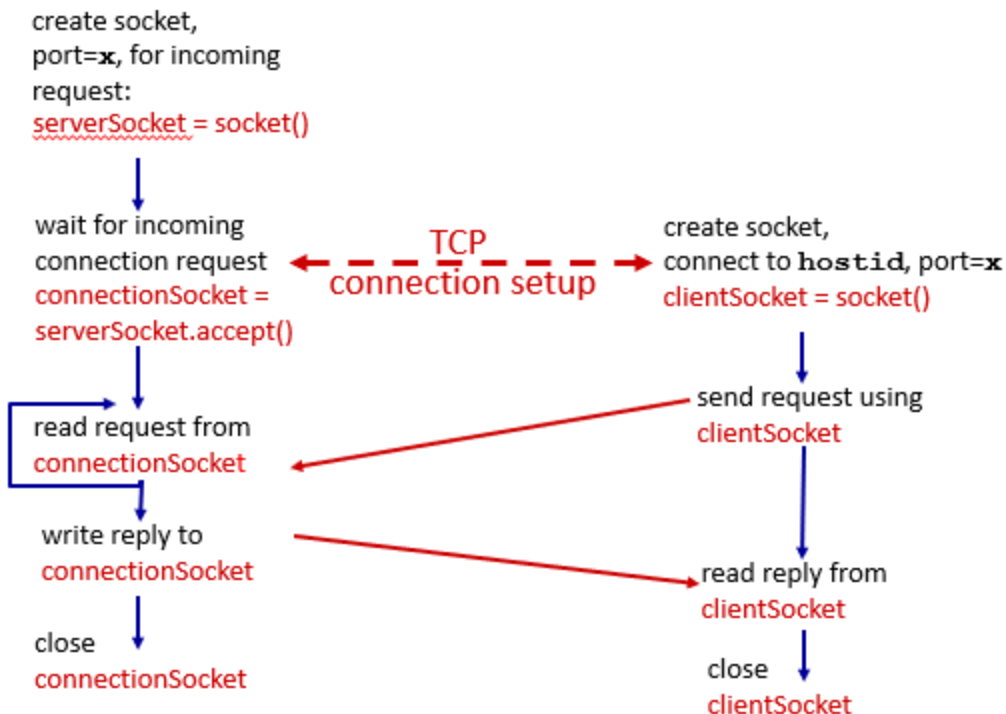 create socket,
port=x, for incoming
request:
serverSocket = socket()
wait for incoming
connection request
connectionSocket =
serverSocket.accept()
TCP
connection setup
create socket,
connect to hostid, port=x
clientSocket = socket()
send request using
clientSocket
read request from
connectionSocket
write reply to
connectionSocket
read reply from
clientSocket
close
connectionSocket
close
clientSocket